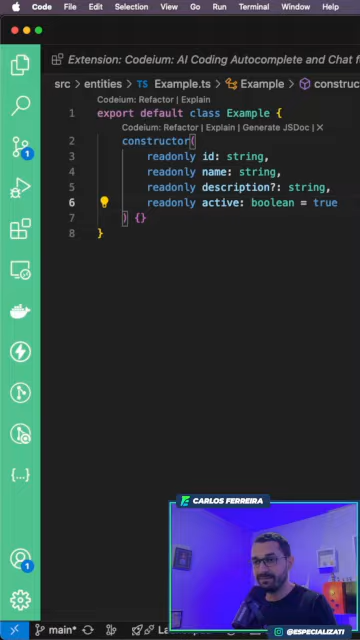 Code File Edit Selection View Go Run Terminal Window Help
Extension: Codeium: AI Coding Autocomplete and Chat f
src > entities > TS Example.ts > Example > construc
Codeium: Refactor | Explain
1 export default class Example {
Codeium: Refactor | Explain | Generate JSDoc | ×
2 constructor(
3 readonly id: string,
4 readonly name: string,
5 readonly description?: string,
6 readonly active: boolean = true
7 ) {}
8 }
1
1
CARLOS FERREIRA
main*
@ESPECIALIZATI